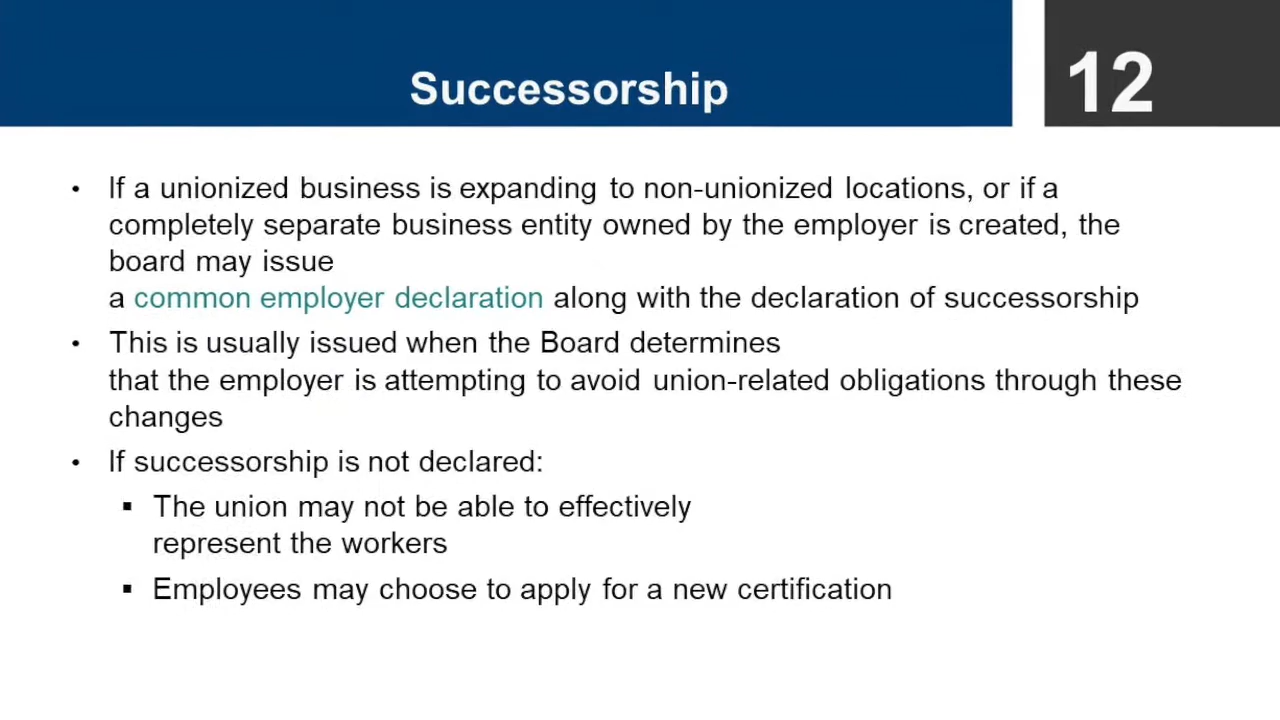 Successorship
12
• If a unionized business is expanding to non-unionized locations, or if a
completely separate business entity owned by the employer is created, the
board may issue
a common employer declaration along with the declaration of successorship
• This is usually issued when the Board determines
that the employer is attempting to avoid union-related obligations through these
changes
• If successorship is not declared:
▪ The union may not be able to effectively
represent the workers
▪ Employees may choose to apply for a new certification